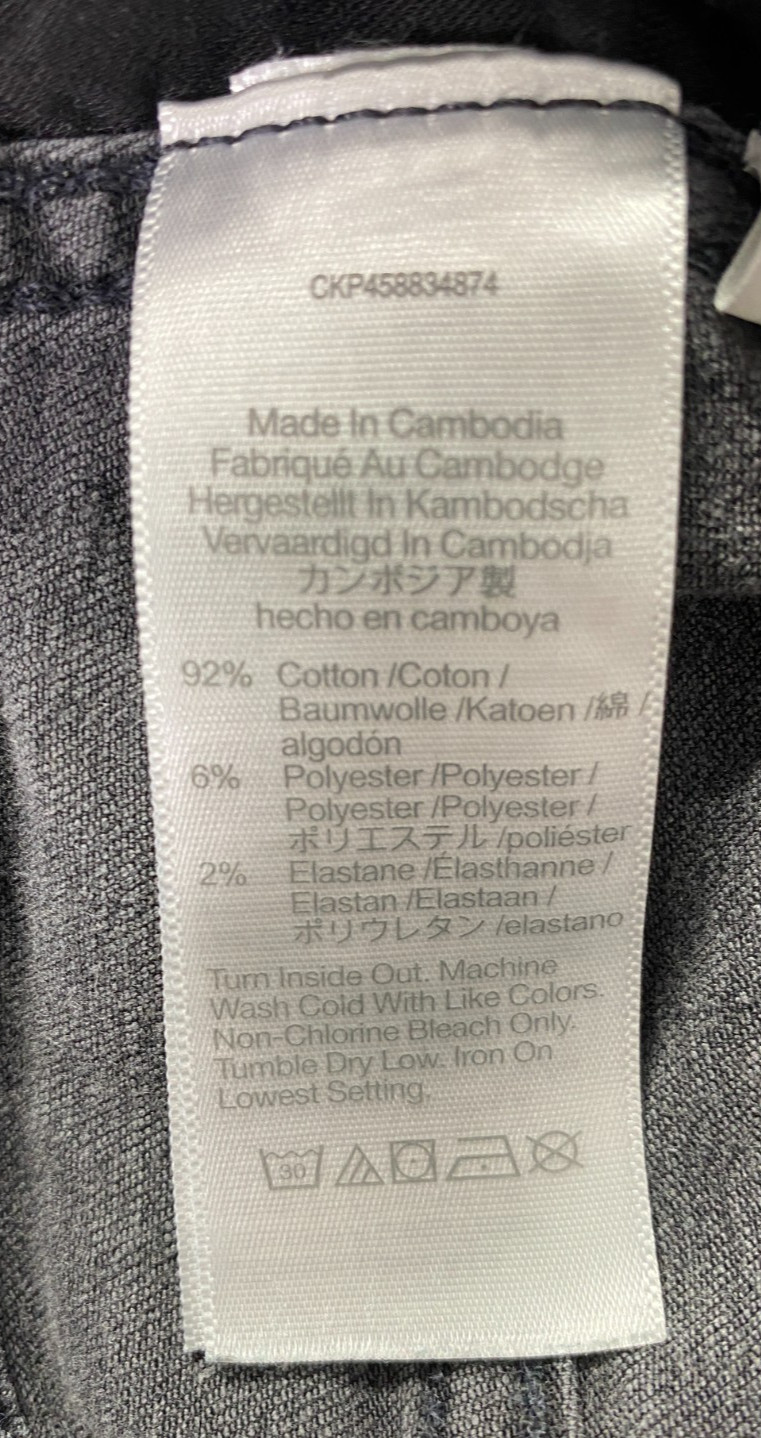 CKP458834874
Made In Cambodia
Fabriqué Au Cambodge
Hergestellt In Kambodscha
Vervaardigd In Cambodja
カンボジア製
hecho en camboya
92% Cotton /Coton /
Baumwolle /Katoen /綿 /
algodón
6% Polyester /Polyester /
Polyester /Polyester /
ポリエステル /poliéster
2% Elastane /Élasthanne /
Elastan /Elastaan /
ポリウレタン /elastano
Turn Inside Out. Machine
Wash Cold With Like Colors.
Non-Chlorine Bleach Only.
Tumble Dry Low. Iron On
Lowest Setting.
30